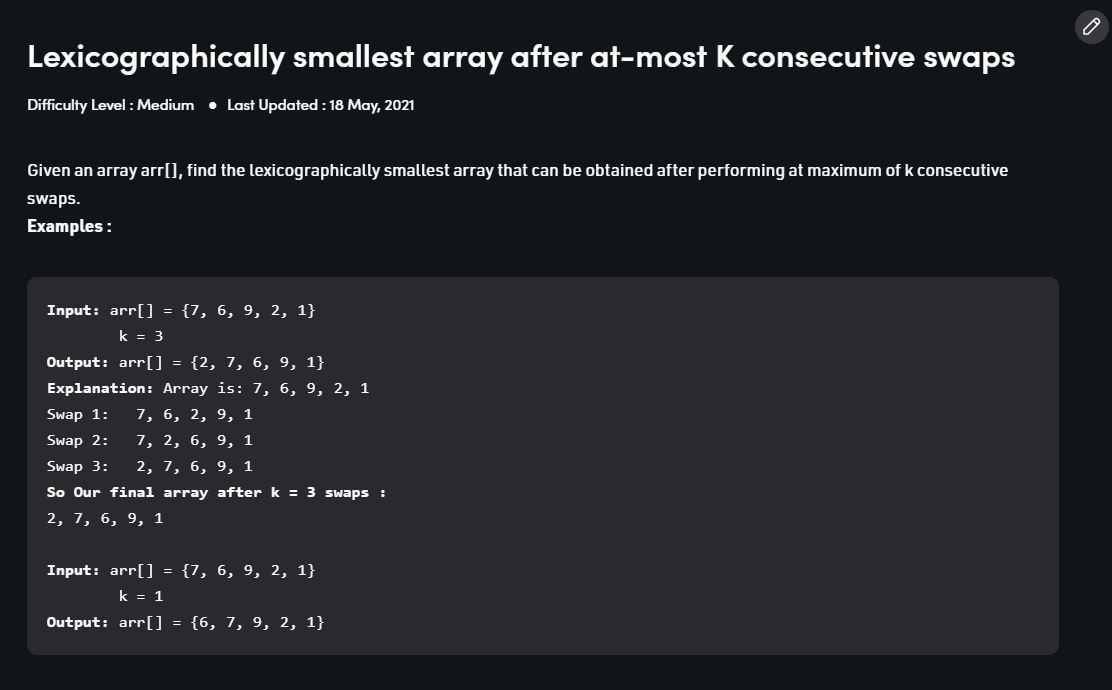 Lexicographically smallest array after at-most K consecutive swaps
Difficulty Level : Medium ● Last Updated : 18 May, 2021
Given an array arr[], find the lexicographically smallest array that can be obtained after performing at maximum of k consecutive
swaps.
Examples :
Input: arr[] = {7, 6, 9, 2, 1}
k = 3
Output: arr[] = {2, 7, 6, 9, 1}
Explanation: Array is: 7, 6, 9, 2, 1
Swap 1: 7, 6, 2, 9, 1
Swap 2: 7, 2, 6, 9, 1
Swap 3: 2, 7, 6, 9, 1
So Our final array after k = 3 swaps :
2, 7, 6, 9, 1
Input: arr[] = {7, 6, 9, 2, 1}
k = 1
Output: arr[] = {6, 7, 9, 2, 1}